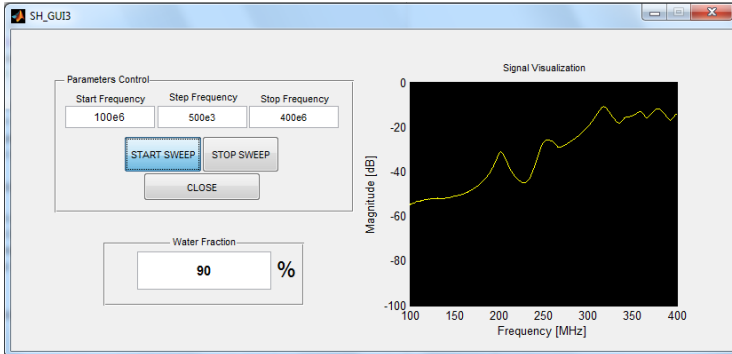 SH_GUI3
Parameters Control
Start Frequency Step Frequency Stop Frequency
100e6 500e3 400e6
START SWEEP STOP SWEEP
CLOSE
Water Fraction
90 %
Signal Visualization
Magnitude [dB]
0
-20
-40
-60
-80
-100
100 150 200 250 300 350 400
Frequency [MHz]